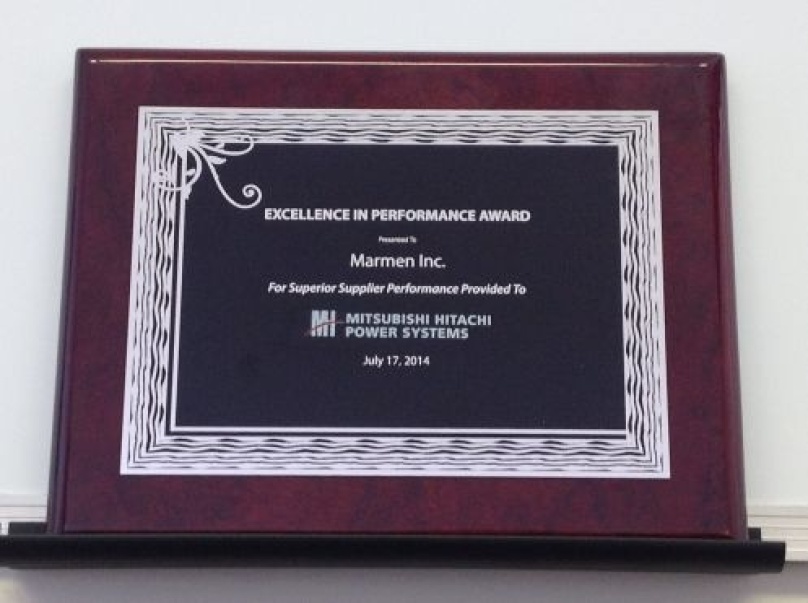 EXCELLENCE IN PERFORMANCE AWARD
Presented To
Marmen Inc.
For Superior Supplier Performance Provided To
MH MITSUBISHI HITACHI
POWER SYSTEMS
July 17, 2014